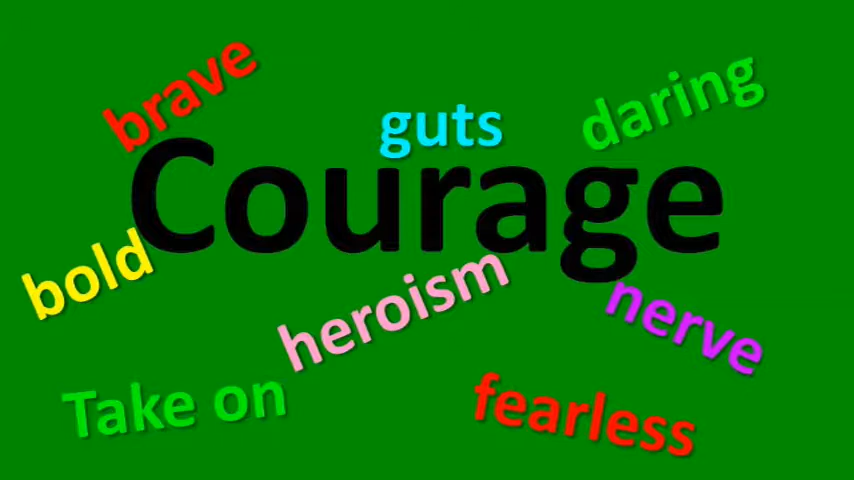 brave
guts
daring
Courage
bold
heroism
nerve
Take on
fearless